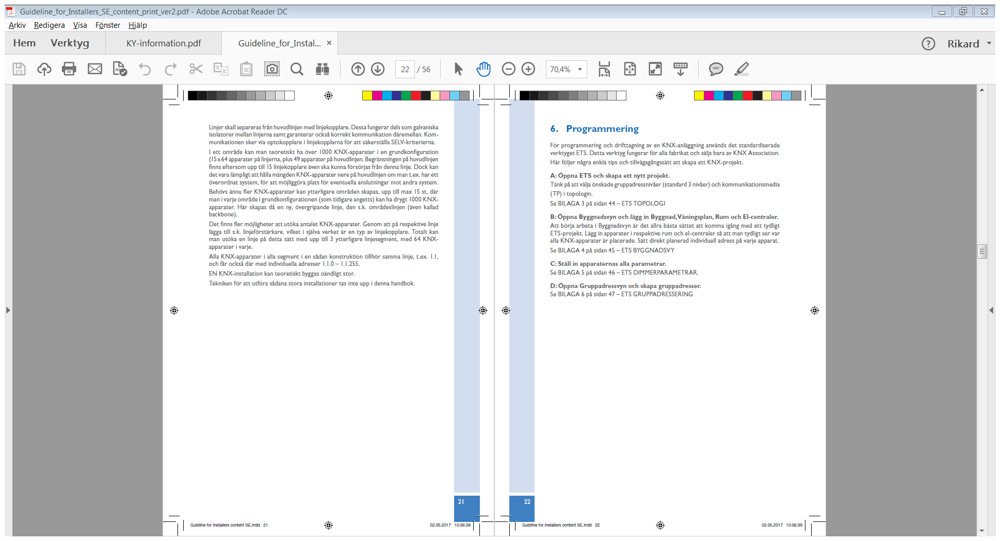 Guideline_for_Installers_SE_content_print_ver2.pdf - Adobe Acrobat Reader DC
Arkiv Redigera Visa Fönster Hjälp
Hem Verktyg KY-information.pdf Guideline_for_Instal... × ? Rikard
22 / 56 70,4%
Linjer skall separeras från huvudlinjen med linjekopplare. Dessa fungerar dels som galvaniska
isolatorer mellan linjerna samt garanterar också korrekt kommunikation däremellan. Kom-
munikationen sker via optokopplare i linjekopplarna för att säkerställa SELV-kriterierna.
I ett område kan man teoretiskt ha över 1000 KNX-apparater i en grundkonfiguration
(15 x 64 apparater på linjerna, plus 49 apparater på huvudlinjen. Begränsningen på huvudlinjen
finns eftersom upp till 15 linjekopplare även ska kunna försörjas från denna linje. Dock kan
det vara lämpligt att hålla mängden KNX-apparater nere på huvudlinjen om man t.ex. har ett
överordnat system, för att möjliggöra plats för eventuella anslutningar mot andra system.
Behövs ännu fler KNX-apparater kan ytterligare områden skapas, upp till max 15 st, där
man i varje område i grundkonfigurationen (som tidigare angetts) kan ha drygt 1000 KNX-
apparater. Här skapas då en ny, övergripande linje, den s.k. områdeslinjen (även kallad
backbone).
Det finns fler möjligheter att utöka antalet KNX-apparater. Genom att på respektive linje
lägga till s.k. linjeförstärkare, vilket i själva verket är en typ av linjekopplare. Totalt kan
man utöka en linje på detta sätt med upp till 3 ytterligare linjesegment, med 64 KNX-
apparater i varje.
Alla KNX-apparater i alla segment i en sådan konstruktion tillhör samma linje, t.ex. 1.1,
och får också där med individuella adresser 1.1.0 – 1.1.255.
EN KNX-installation kan teoretiskt byggas oändligt stor.
Tekniken för att utföra sådana stora installationer tas inte upp i denna handbok.
21
Guidline for Installers content SE.indd 21 02.05.2017 10:56:39
6. Programmering
För programmering och drifttagning av en KNX-anläggning används det standardiserade
verktyget ETS. Detta verktyg fungerar för alla fabrikat och säljs bara av KNX Association.
Här följer några enkla tips och tillvägagångssätt att skapa ett KNX-projekt.
A: Öppna ETS och skapa ett nytt projekt.
Tänk på att välja önskade gruppadressnivåer (standard 3 nivåer) och kommunikationsmedia
(TP) i topologin.
Se BILAGA 3 på sidan 44 – ETS TOPOLOGI
B: Öppna Byggnadsvyn och lägg in Byggnad, Våningsplan, Rum och El-centraler.
Att börja arbeta i Byggnadsvyn är det allra bästa sättet att komma igång med ett tydligt
ETS-projekt. Lägg in apparater i respektive rum och el-centraler så att man tydligt ser var
alla KNX-apparater är placerade. Sätt direkt planerad individuell adress på varje apparat.
Se BILAGA 4 på sidan 45 – ETS BYGGNADSVY
C: Ställ in apparaternas alla parametrar.
Se BILAGA 5 på sidan 46 – ETS DIMMERPARAMETRAR.
D: Öppna Gruppadressvyn och skapa gruppadresser.
Se BILAGA 6 på sidan 47 – ETS GRUPPADRESSERING
22
Guidline for Installers content SE.indd 22 02.05.2017 10:56:39